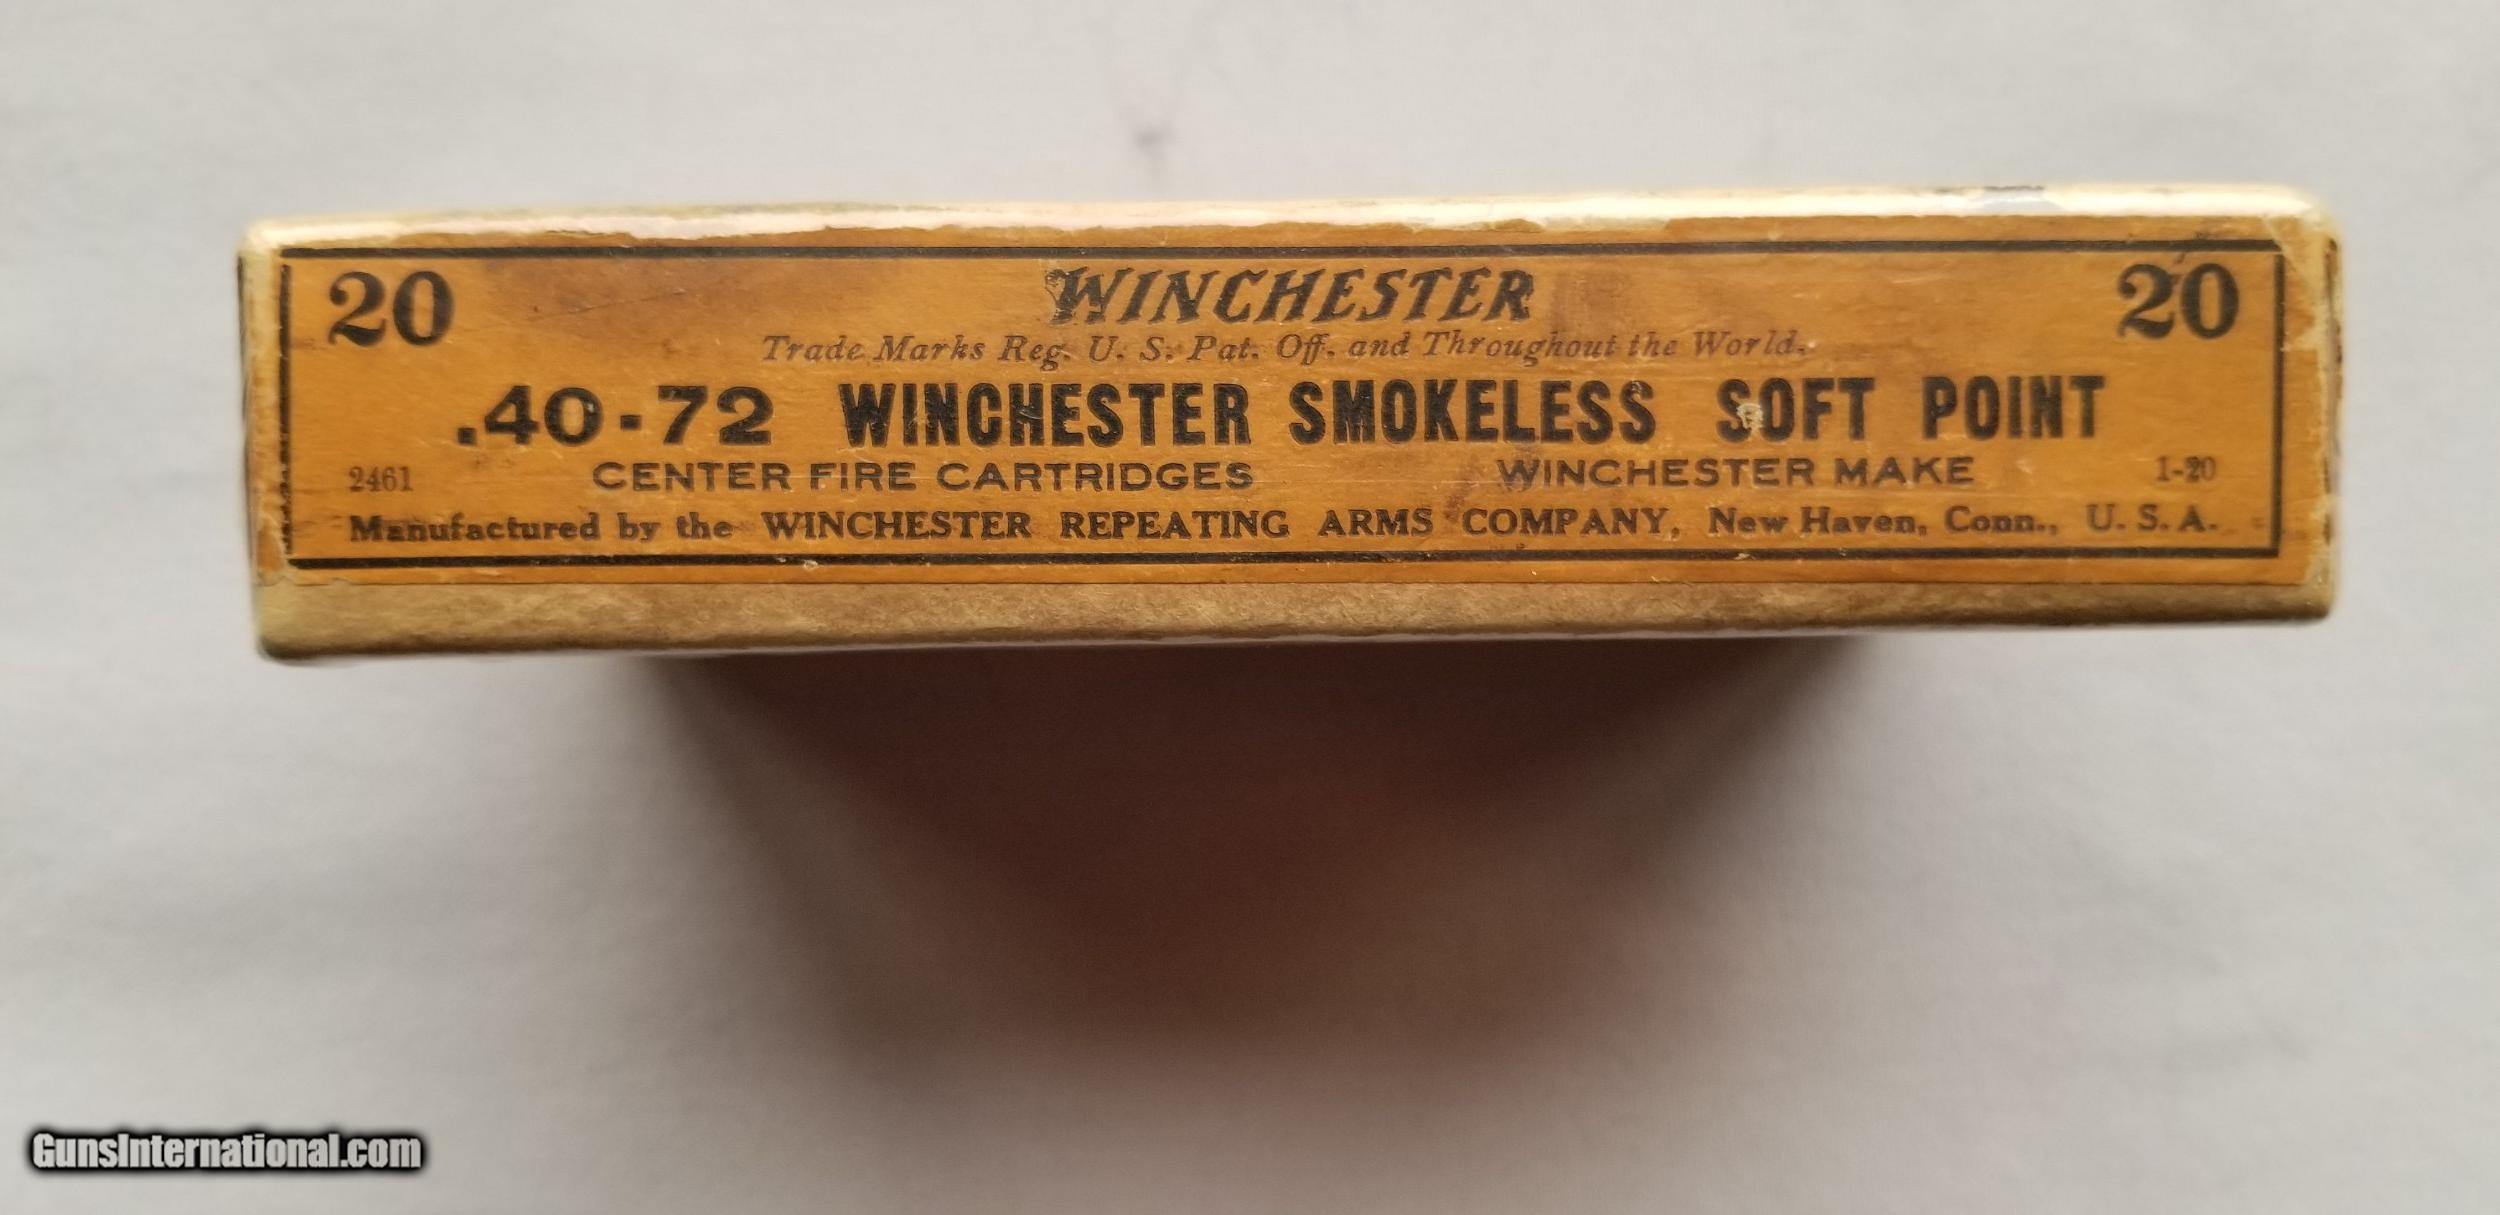 20 WINCHESTER 20
Trade Marks Reg. U. S. Pat. Off. and Throughout the World.
.40-72 WINCHESTER SMOKELESS SOFT POINT
2461 CENTER FIRE CARTRIDGES WINCHESTER MAKE 1-20
Manufactured by the WINCHESTER REPEATING ARMS COMPANY, New Haven, Conn., U. S. A.
GunsInternational.com